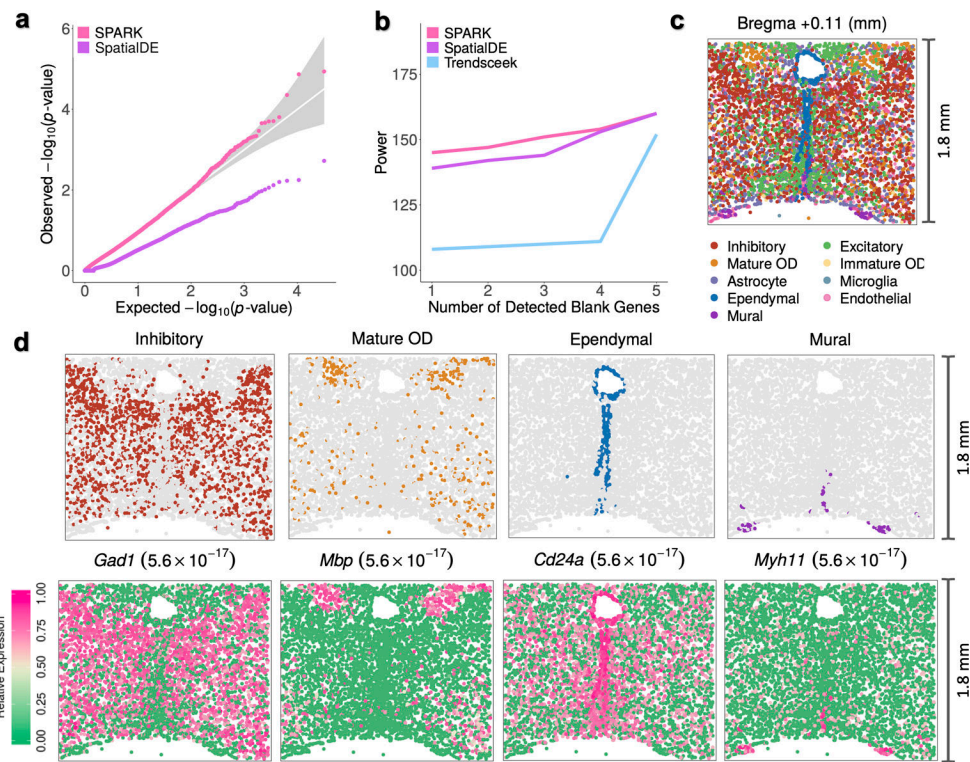 a
6
SPARK
SpatialDE
4
2
0
Observed −log10(p-value)
0 1 2 3 4
Expected −log10(p-value)
b
SPARK
SpatialDE
Trendsceek
175
150
125
100
Power
1 2 3 4 5
Number of Detected Blank Genes
c
Bregma +0.11 (mm)
1.8 mm
Inhibitory Excitatory
Mature OD Immature OD
Astrocyte Microglia
Ependymal Endothelial
Mural
d
Inhibitory Mature OD Ependymal Mural
1.8 mm
Gad1 (5.6×10⁻¹⁷) Mbp (5.6×10⁻¹⁷) Cd24a (5.6×10⁻¹⁷) Myh11 (5.6×10⁻¹⁷)
Relative Expression
0.00 0.25 0.50 0.75 1.00
1.8 mm